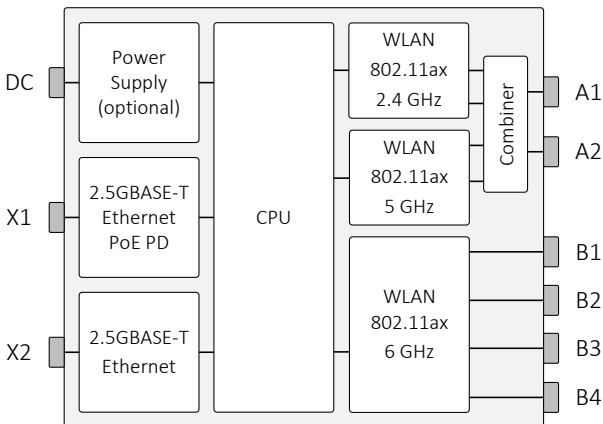 DC
X1
X2
Power
Supply
(optional)
2.5GBASE-T
Ethernet
PoE PD
2.5GBASE-T
Ethernet
CPU
WLAN
802.11ax
2.4 GHz
WLAN
802.11ax
5 GHz
WLAN
802.11ax
6 GHz
Combiner
A1
A2
B1
B2
B3
B4